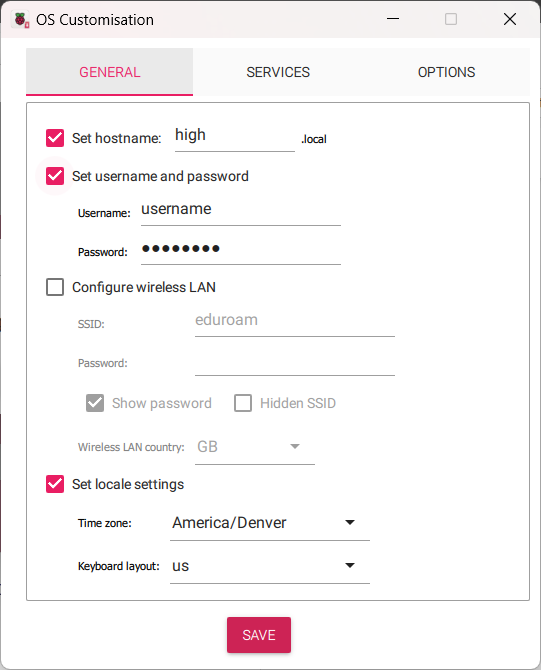 OS Customisation
GENERAL SERVICES OPTIONS
Set hostname: high .local
Set username and password
Username: username
Password: ●●●●●●●●
Configure wireless LAN
SSID: eduroam
Password:
Show password Hidden SSID
Wireless LAN country: GB
Set locale settings
Time zone: America/Denver
Keyboard layout: us
SAVE